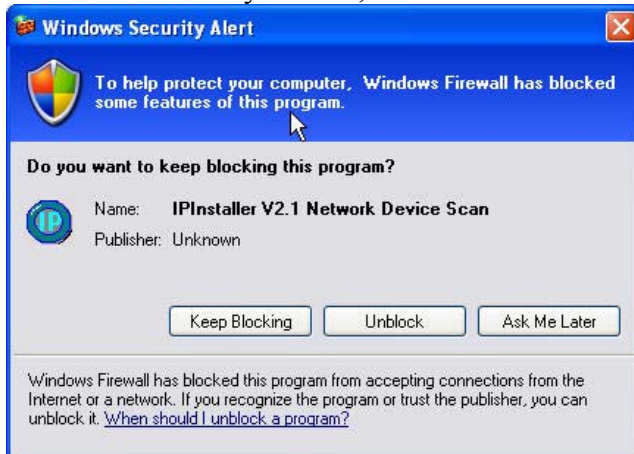 Windows Security Alert
To help protect your computer, Windows Firewall has blocked
some features of this program.
Do you want to keep blocking this program?
IP
Name: IPInstaller V2.1 Network Device Scan
Publisher: Unknown
Keep Blocking Unblock Ask Me Later
Windows Firewall has blocked this program from accepting connections from the
Internet or a network. If you recognize the program or trust the publisher, you can
unblock it. When should I unblock a program?